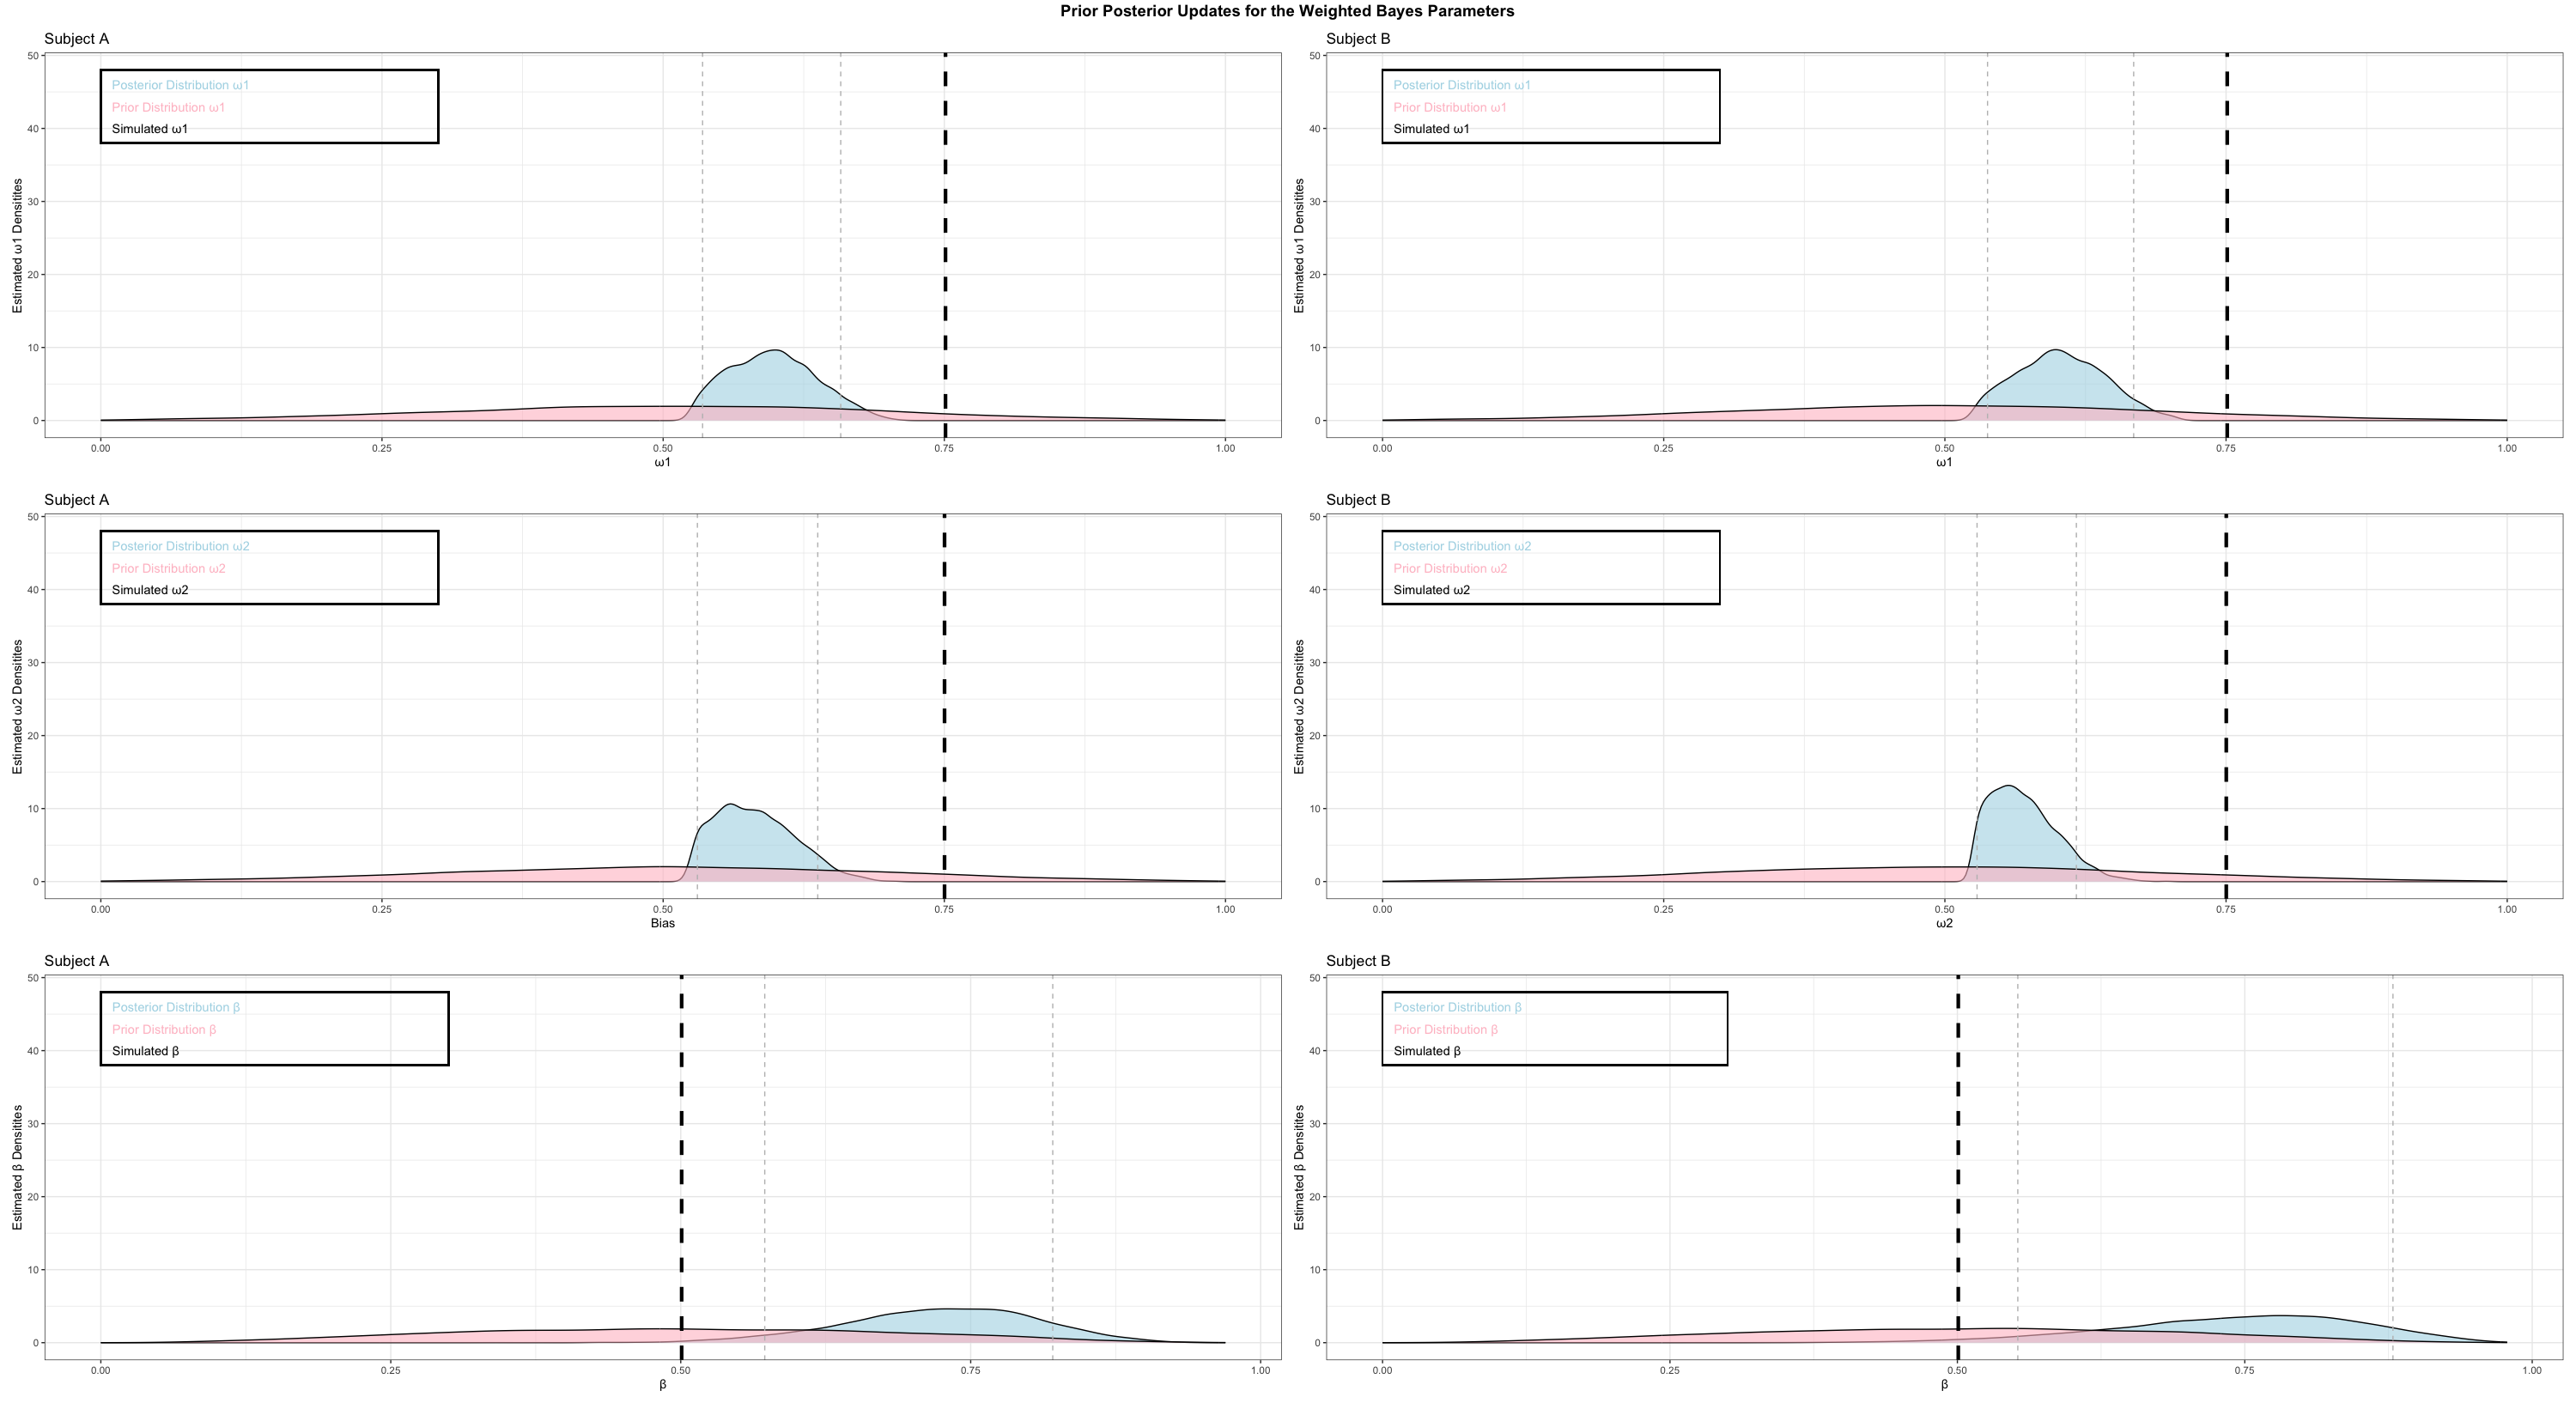 Prior Posterior Updates for the Weighted Bayes Parameters
Subject A
50
40
30
20
10
0
Estimated ω1 Densitites
Posterior Distribution ω1
Prior Distribution ω1
Simulated ω1
0.00 0.25 0.50 0.75 1.00
ω1
Subject B
50
40
30
20
10
0
Estimated ω1 Densitites
Posterior Distribution ω1
Prior Distribution ω1
Simulated ω1
0.00 0.25 0.50 0.75 1.00
ω1
Subject A
50
40
30
20
10
0
Estimated ω2 Densitites
Posterior Distribution ω2
Prior Distribution ω2
Simulated ω2
0.00 0.25 0.50 0.75 1.00
Bias
Subject B
50
40
30
20
10
0
Estimated ω2 Densitites
Posterior Distribution ω2
Prior Distribution ω2
Simulated ω2
0.00 0.25 0.50 0.75 1.00
ω2
Subject A
50
40
30
20
10
0
Estimated β Densitites
Posterior Distribution β
Prior Distribution β
Simulated β
0.00 0.25 0.50 0.75 1.00
β
Subject B
50
40
30
20
10
0
Estimated β Densitites
Posterior Distribution β
Prior Distribution β
Simulated β
0.00 0.25 0.50 0.75 1.00
β